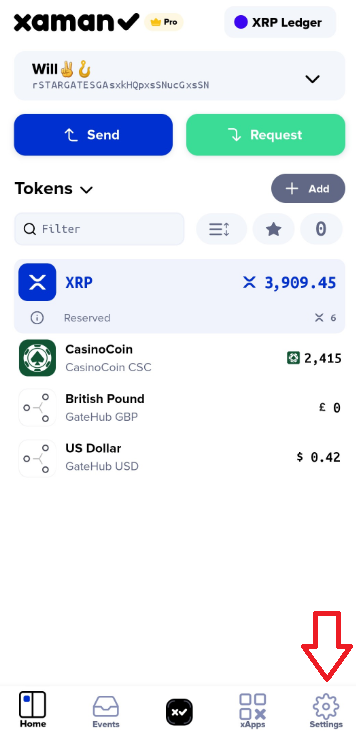 xaman Pro XRP Ledger
Will✌️🪝
rSTARGATESGAsxkHQpxsSNucGxsSN
Send Request
Tokens Add
Filter 0
XRP 3,909.45
Reserved 6
CasinoCoin
CasinoCoin CSC 2,415
British Pound
GateHub GBP £ 0
US Dollar
GateHub USD $ 0.42
Home Events xApps Settings